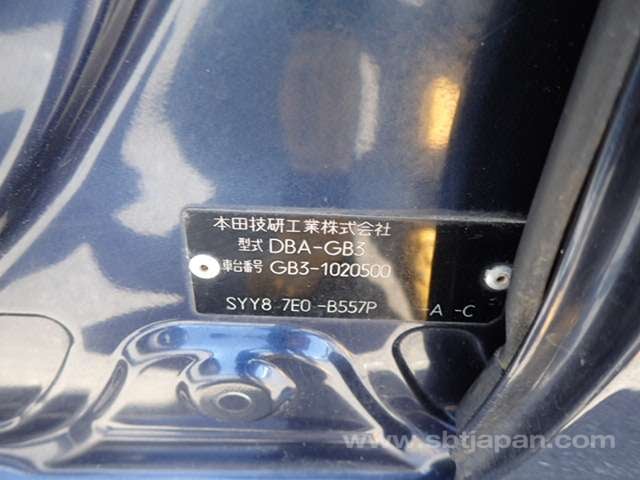 本田技研工業株式会社
型式 DBA-GB3
車台番号 GB3-1020500
SYY8 7E0 -B557P -A -C
www.sbtjapan.com